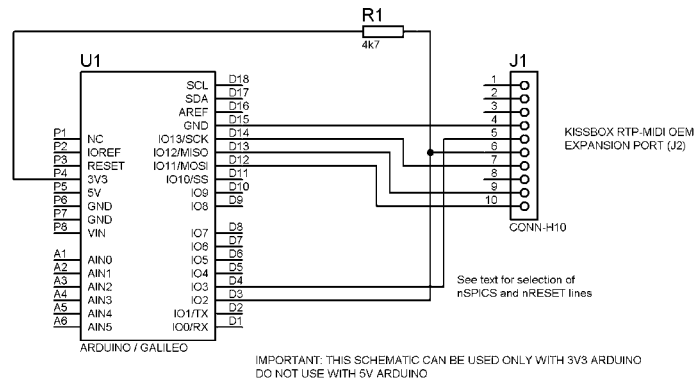 R1
4k7
U1
J1
SCL D18
SDA D17
AREF D16
GND D15
P1 NC IO13/SCK D14
P2 IOREF IO12/MISO D13
P3 RESET IO11/MOSI D12
P4 3V3 IO10/SS D11
P5 5V IO9 D10
P6 GND IO8 D9
P7 GND
P8 VIN IO7 D8
IO6 D7
A1 AIN0 IO5 D6
A2 AIN1 IO4 D5
A3 AIN2 IO3 D4
A4 AIN3 IO2 D3
A5 AIN4 IO1/TX D2
A6 AIN5 IO0/RX D1
ARDUINO / GALILEO
1
2
3
4
5
6
7
8
9
10
CONN-H10
KISSBOX RTP-MIDI OEM
EXPANSION PORT (J2)
See text for selection of
nSPICS and nRESET lines
IMPORTANT: THIS SCHEMATIC CAN BE USED ONLY WITH 3V3 ARDUINO
DO NOT USE WITH 5V ARDUINO